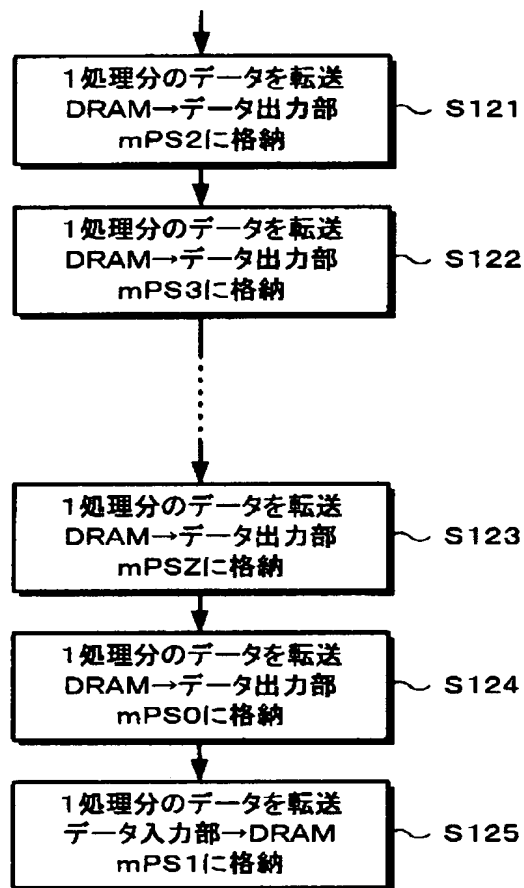 1処理分のデータを転送
DRAM→データ出力部
mPS2に格納
S121
1処理分のデータを転送
DRAM→データ出力部
mPS3に格納
S122
1処理分のデータを転送
DRAM→データ出力部
mPSZに格納
S123
1処理分のデータを転送
DRAM→データ出力部
mPS0に格納
S124
1処理分のデータを転送
データ入力部→DRAM
mPS1に格納
S125